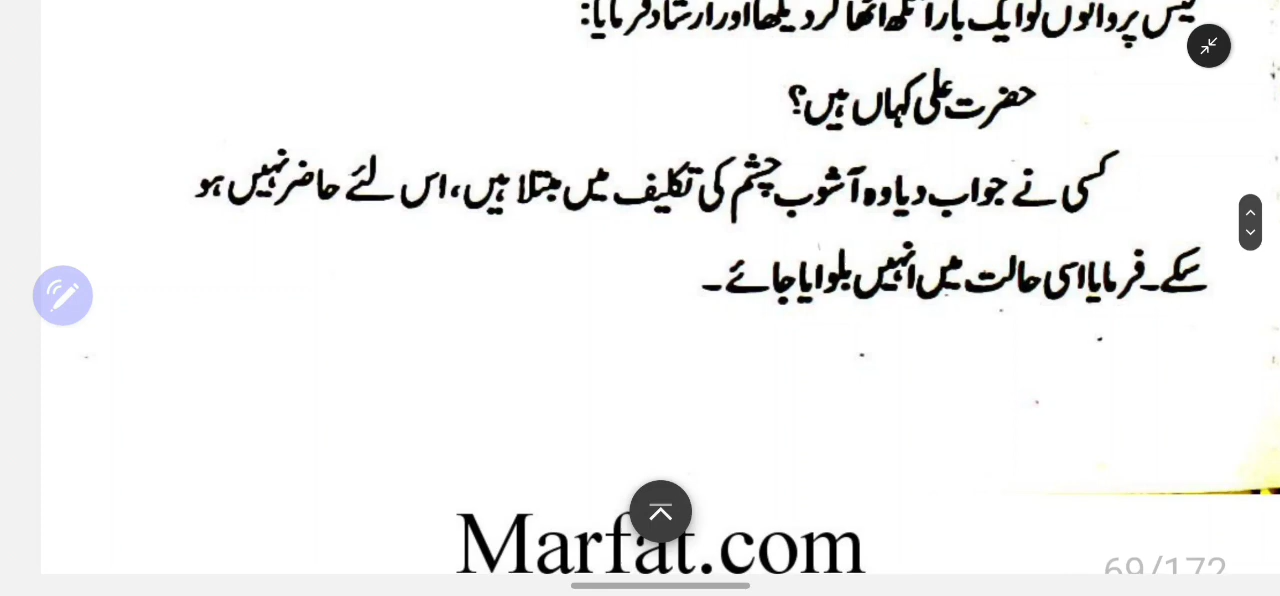 پر دانوں کو ایک بار آنکھ اٹھا کر دیکھا اور ارشاد فرمایا:
حضرت علی کہاں ہیں؟
کسی نے جواب دیا وہ آشوب چشم کی تکلیف میں مبتلا ہیں، اس لئے حاضر نہیں ہو
سکے۔ فرمایا اسی حالت میں انہیں بلوایا جائے۔
Marfat.com
69/172